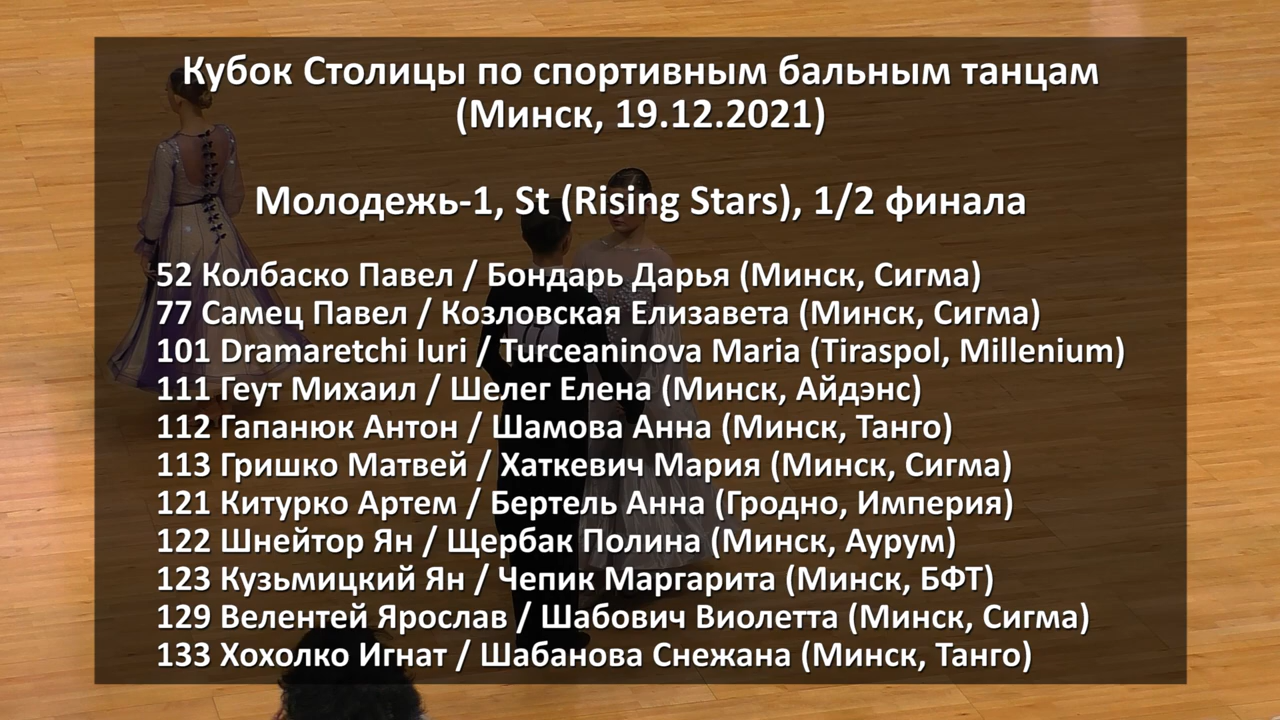 Кубок Столицы по спортивным бальным танцам
(Минск, 19.12.2021)
Молодежь-1, St (Rising Stars), 1/2 финала
52 Колбаско Павел / Бондарь Дарья (Минск, Сигма)
77 Самец Павел / Козловская Елизавета (Минск, Сигма)
101 Dramaretchi Iuri / Turceaninova Maria (Tiraspol, Millenium)
111 Геут Михаил / Шелег Елена (Минск, Айдэнс)
112 Гапанюк Антон / Шамова Анна (Минск, Танго)
113 Гришко Матвей / Хаткевич Мария (Минск, Сигма)
121 Китурко Артем / Бертель Анна (Гродно, Империя)
122 Шнейтор Ян / Щербак Полина (Минск, Аурум)
123 Кузьмицкий Ян / Чепик Маргарита (Минск, БФТ)
129 Велентей Ярослав / Шабович Виолетта (Минск, Сигма)
133 Хохолко Игнат / Шабанова Снежана (Минск, Танго)